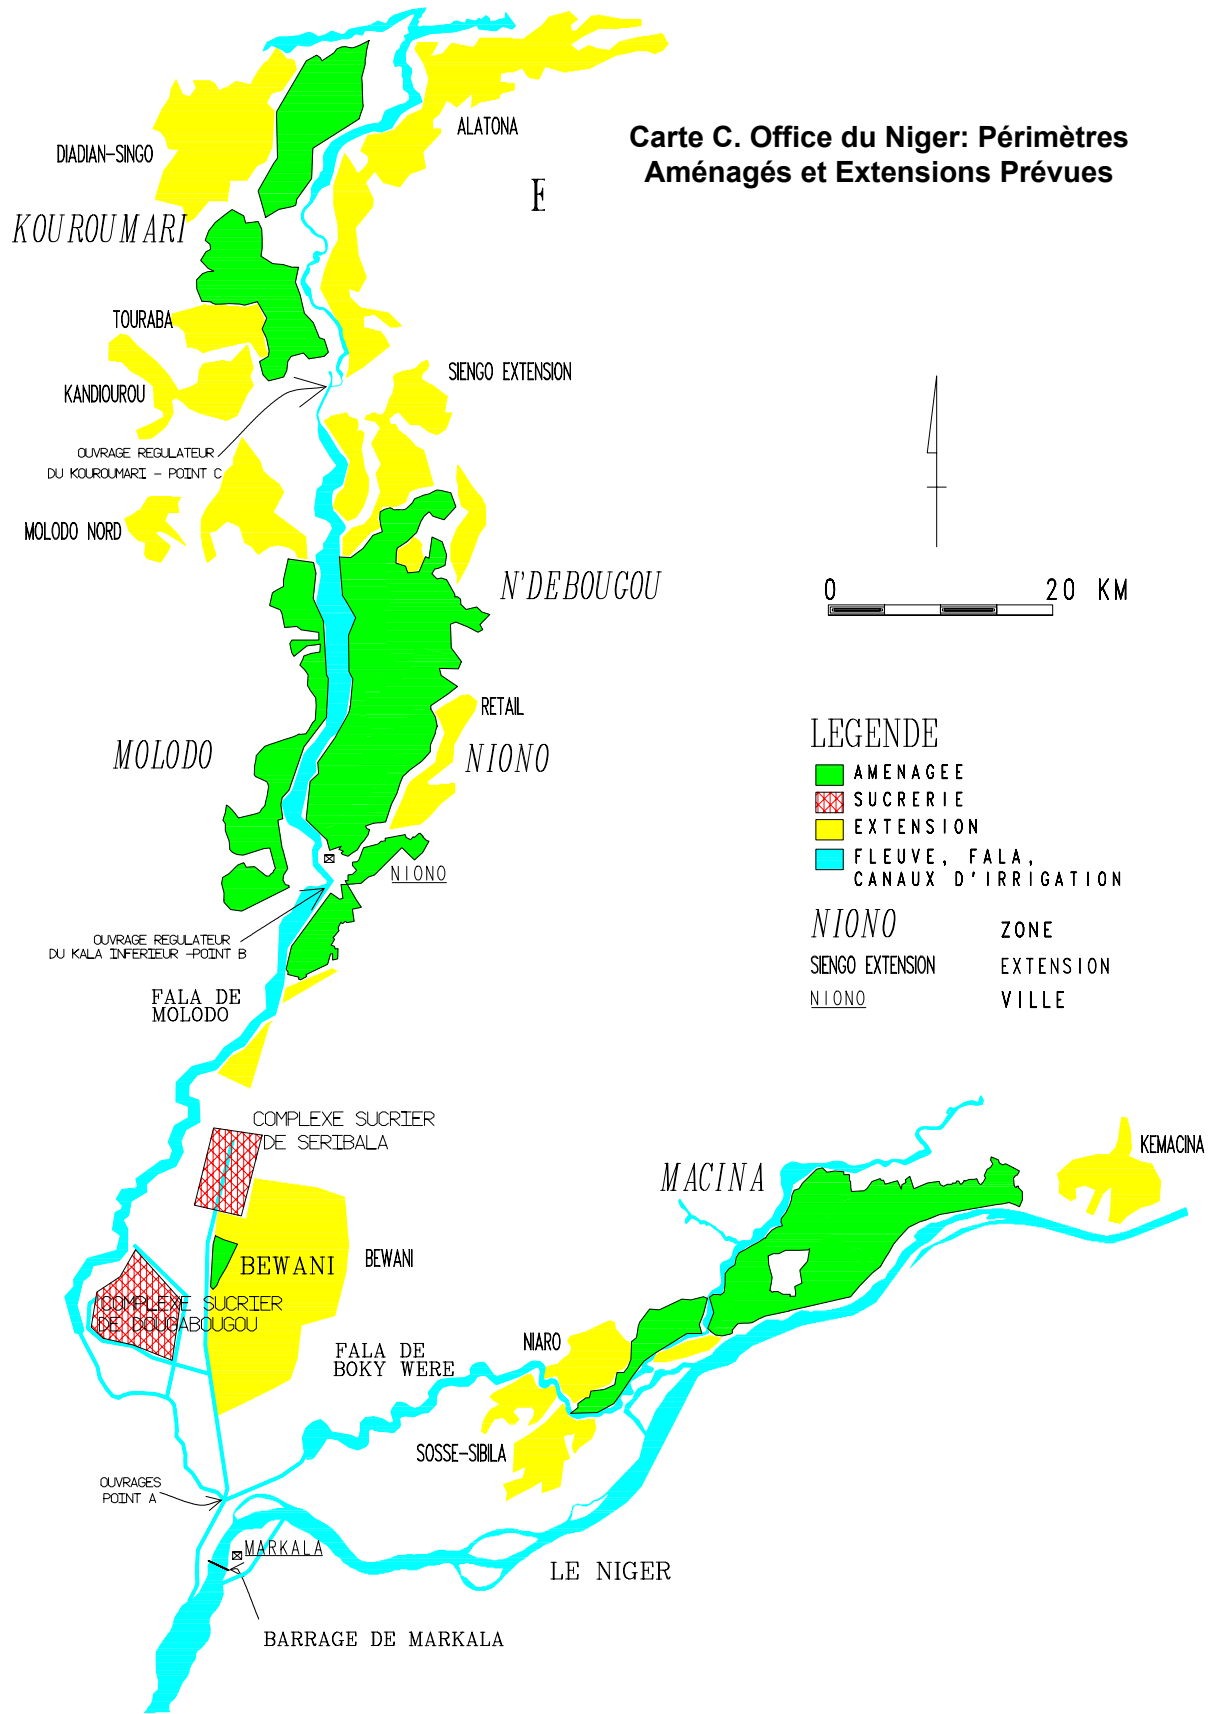 Carte C. Office du Niger: Périmètres
Aménagés et Extensions Prévues
ALATONA
DIADIAN-SINGO
E
KOUROUMARI
TOURABA
SIENGO EXTENSION
KANDIOUROU
OUVRAGE REGULATEUR
DU KOUROUMARI - POINT C
MOLODO NORD
N'DEBOUGOU
0 20 KM
RETAIL
MOLODO
NIONO
LEGENDE
AMENAGEE
SUCRERIE
EXTENSION
FLEUVE, FALA,
CANAUX D'IRRIGATION
NIONO ZONE
SIENGO EXTENSION EXTENSION
NIONO VILLE
NIONO
OUVRAGE REGULATEUR
DU KALA INFERIEUR -POINT B
FALA DE
MOLODO
COMPLEXE SUCRIER
DE SERIBALA
KEMACINA
MACINA
BEWANI
BEWANI
COMPLEXE SUCRIER
DE DOUGABOUGOU
NIARO
FALA DE
BOKY WERE
SOSSE-SIBILA
OUVRAGES
POINT A
MARKALA
LE NIGER
BARRAGE DE MARKALA